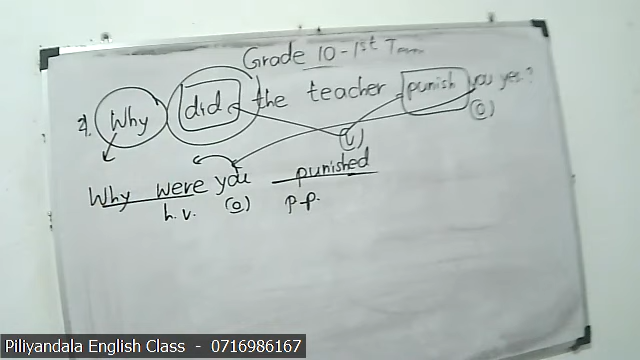 Grade 10 - 1st Term
2. Why did the teacher punish you yes.?
(o)
Why were you punished
h.v. (o) p.p.
Piliyandala English Class - 0716986167